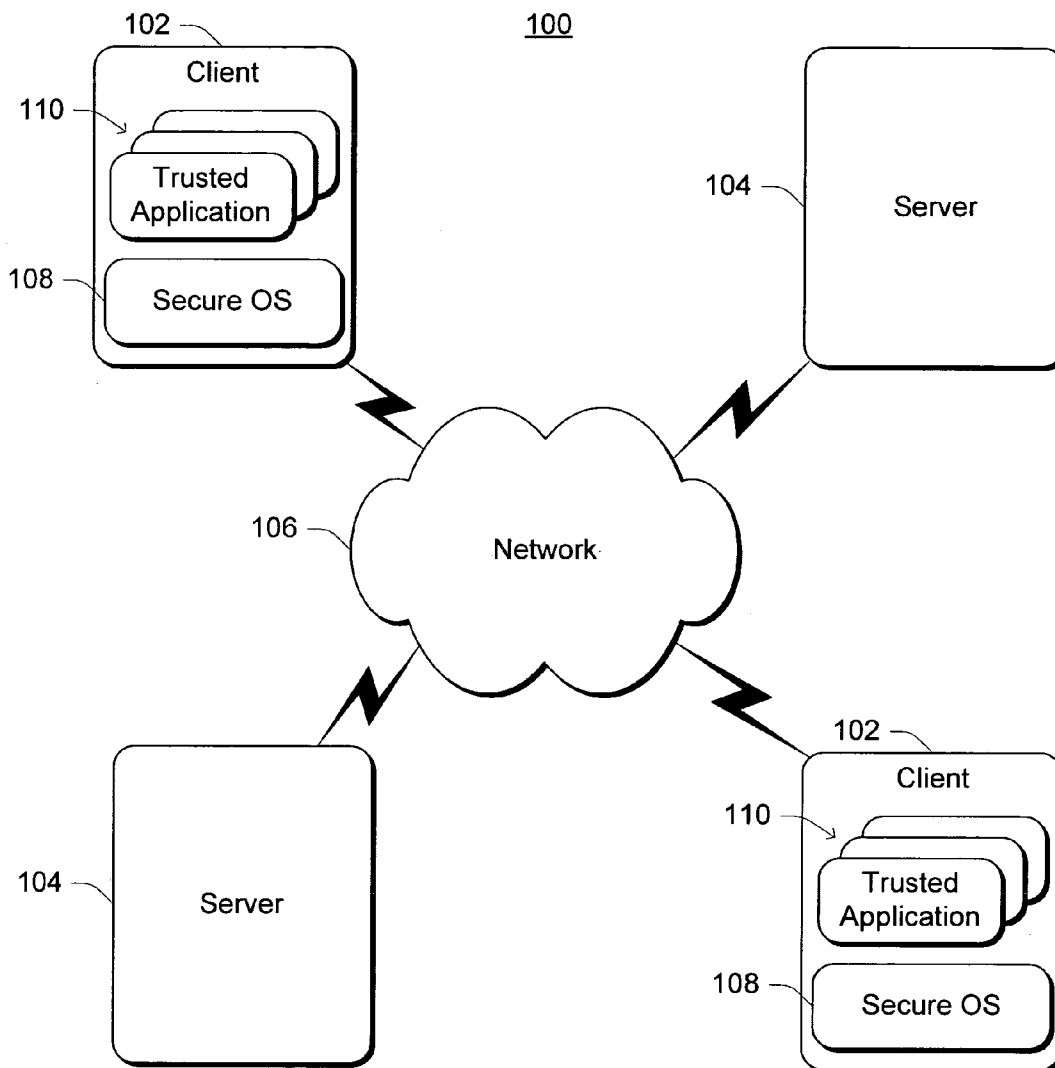 100
102
Client
110
Trusted
Application
108
Secure OS
104
Server
106
Network
104
Server
102
Client
110
Trusted
Application
108
Secure OS